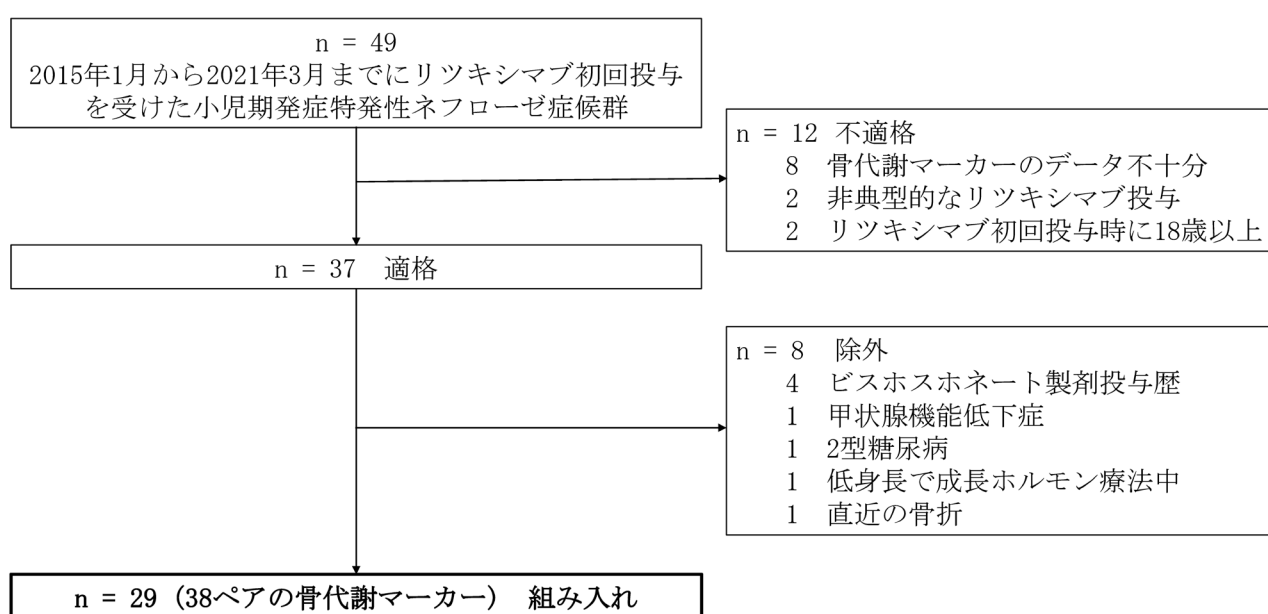 n = 49
2015年1月から2021年3月までにリツキシマブ初回投与
を受けた小児期発症特発性ネフローゼ症候群
n = 12 不適格
8 骨代謝マーカーのデータ不十分
2 非典型的なリツキシマブ投与
2 リツキシマブ初回投与時に18歳以上
n = 37 適格
n = 8 除外
4 ビスホスホネート製剤投与歴
1 甲状腺機能低下症
1 2型糖尿病
1 低身長で成長ホルモン療法中
1 直近の骨折
n = 29 (38ペアの骨代謝マーカー) 組み入れ